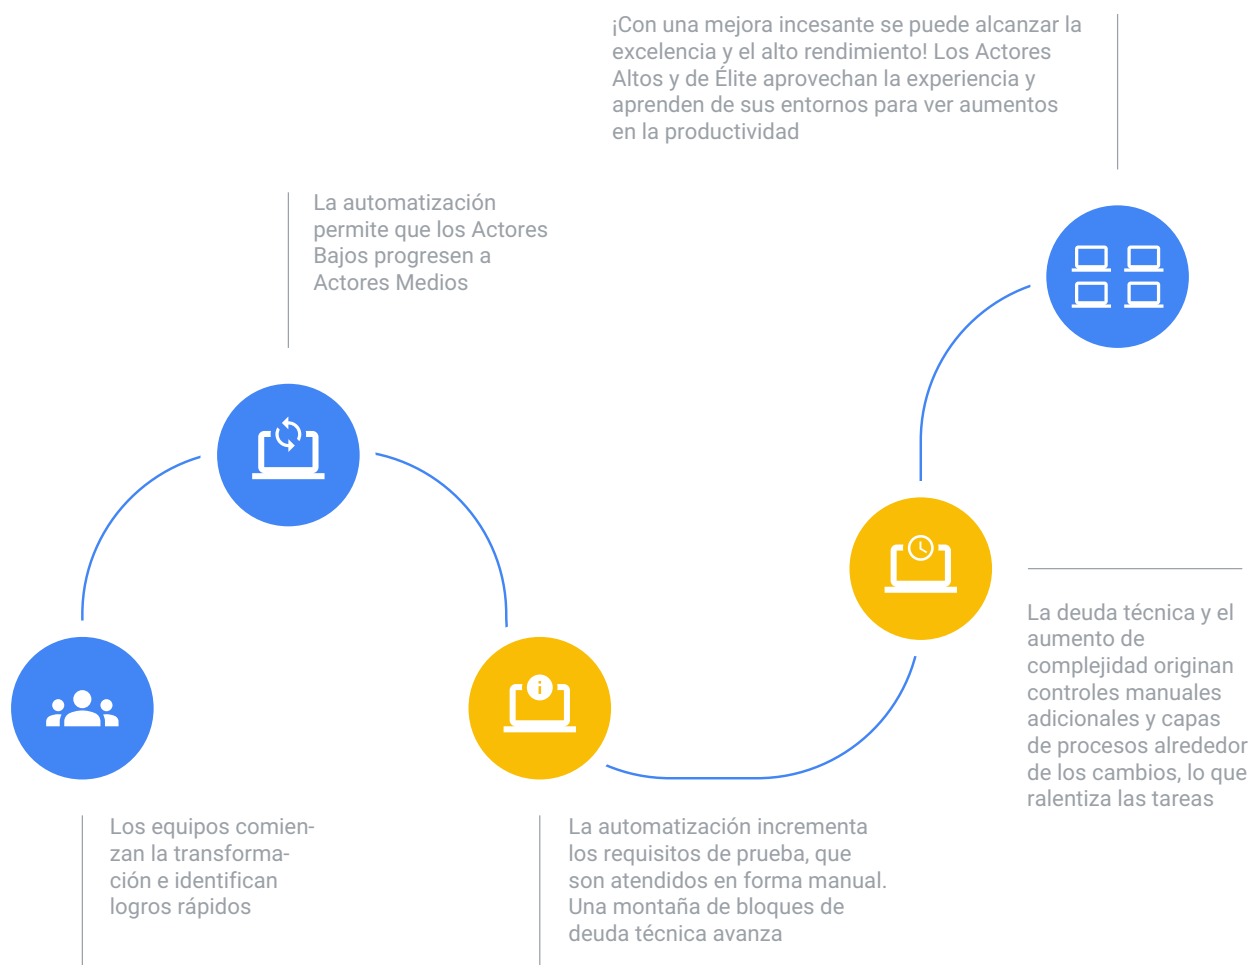 ¡Con una mejora incesante se puede alcanzar la
excelencia y el alto rendimiento! Los Actores
Altos y de Élite aprovechan la experiencia y
aprenden de sus entornos para ver aumentos
en la productividad
La automatización
permite que los Actores
Bajos progresen a
Actores Medios
La deuda técnica y el
aumento de
complejidad originan
controles manuales
adicionales y capas
de procesos alrededor
de los cambios, lo que
ralentiza las tareas
Los equipos comien-
zan la transforma-
ción e identifican
logros rápidos
La automatización incrementa
los requisitos de prueba, que
son atendidos en forma manual.
Una montaña de bloques de
deuda técnica avanza